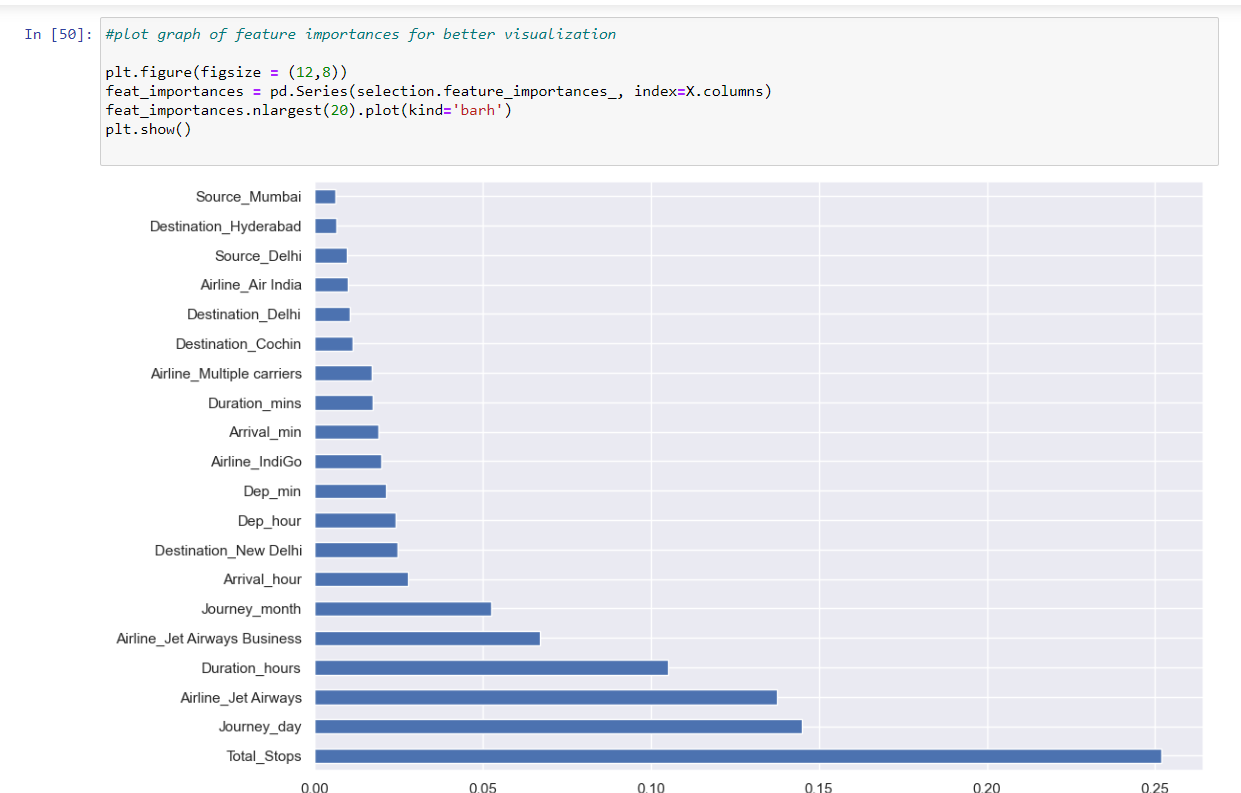 In [50]: #plot graph of feature importances for better visualization
plt.figure(figsize = (12,8))
feat_importances = pd.Series(selection.feature_importances_, index=X.columns)
feat_importances.nlargest(20).plot(kind='barh')
plt.show()
Source_Mumbai
Destination_Hyderabad
Source_Delhi
Airline_Air India
Destination_Delhi
Destination_Cochin
Airline_Multiple carriers
Duration_mins
Arrival_min
Airline_IndiGo
Dep_min
Dep_hour
Destination_New Delhi
Arrival_hour
Journey_month
Airline_Jet Airways Business
Duration_hours
Airline_Jet Airways
Journey_day
Total_Stops
0.00 0.05 0.10 0.15 0.20 0.25